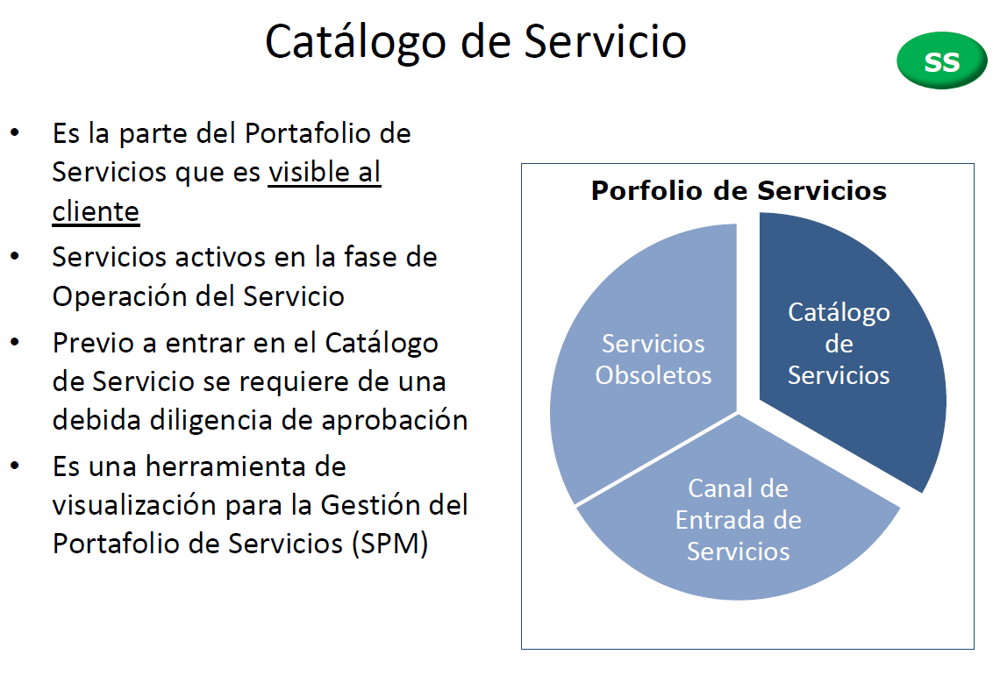 Catálogo de Servicio
SS
• Es la parte del Portafolio de
Servicios que es visible al
cliente
• Servicios activos en la fase de
Operación del Servicio
• Previo a entrar en el Catálogo
de Servicio se requiere de una
debida diligencia de aprobación
• Es una herramienta de
visualización para la Gestión del
Portafolio de Servicios (SPM)
Porfolio de Servicios
Catálogo
de
Servicios
Servicios
Obsoletos
Canal de
Entrada de
Servicios